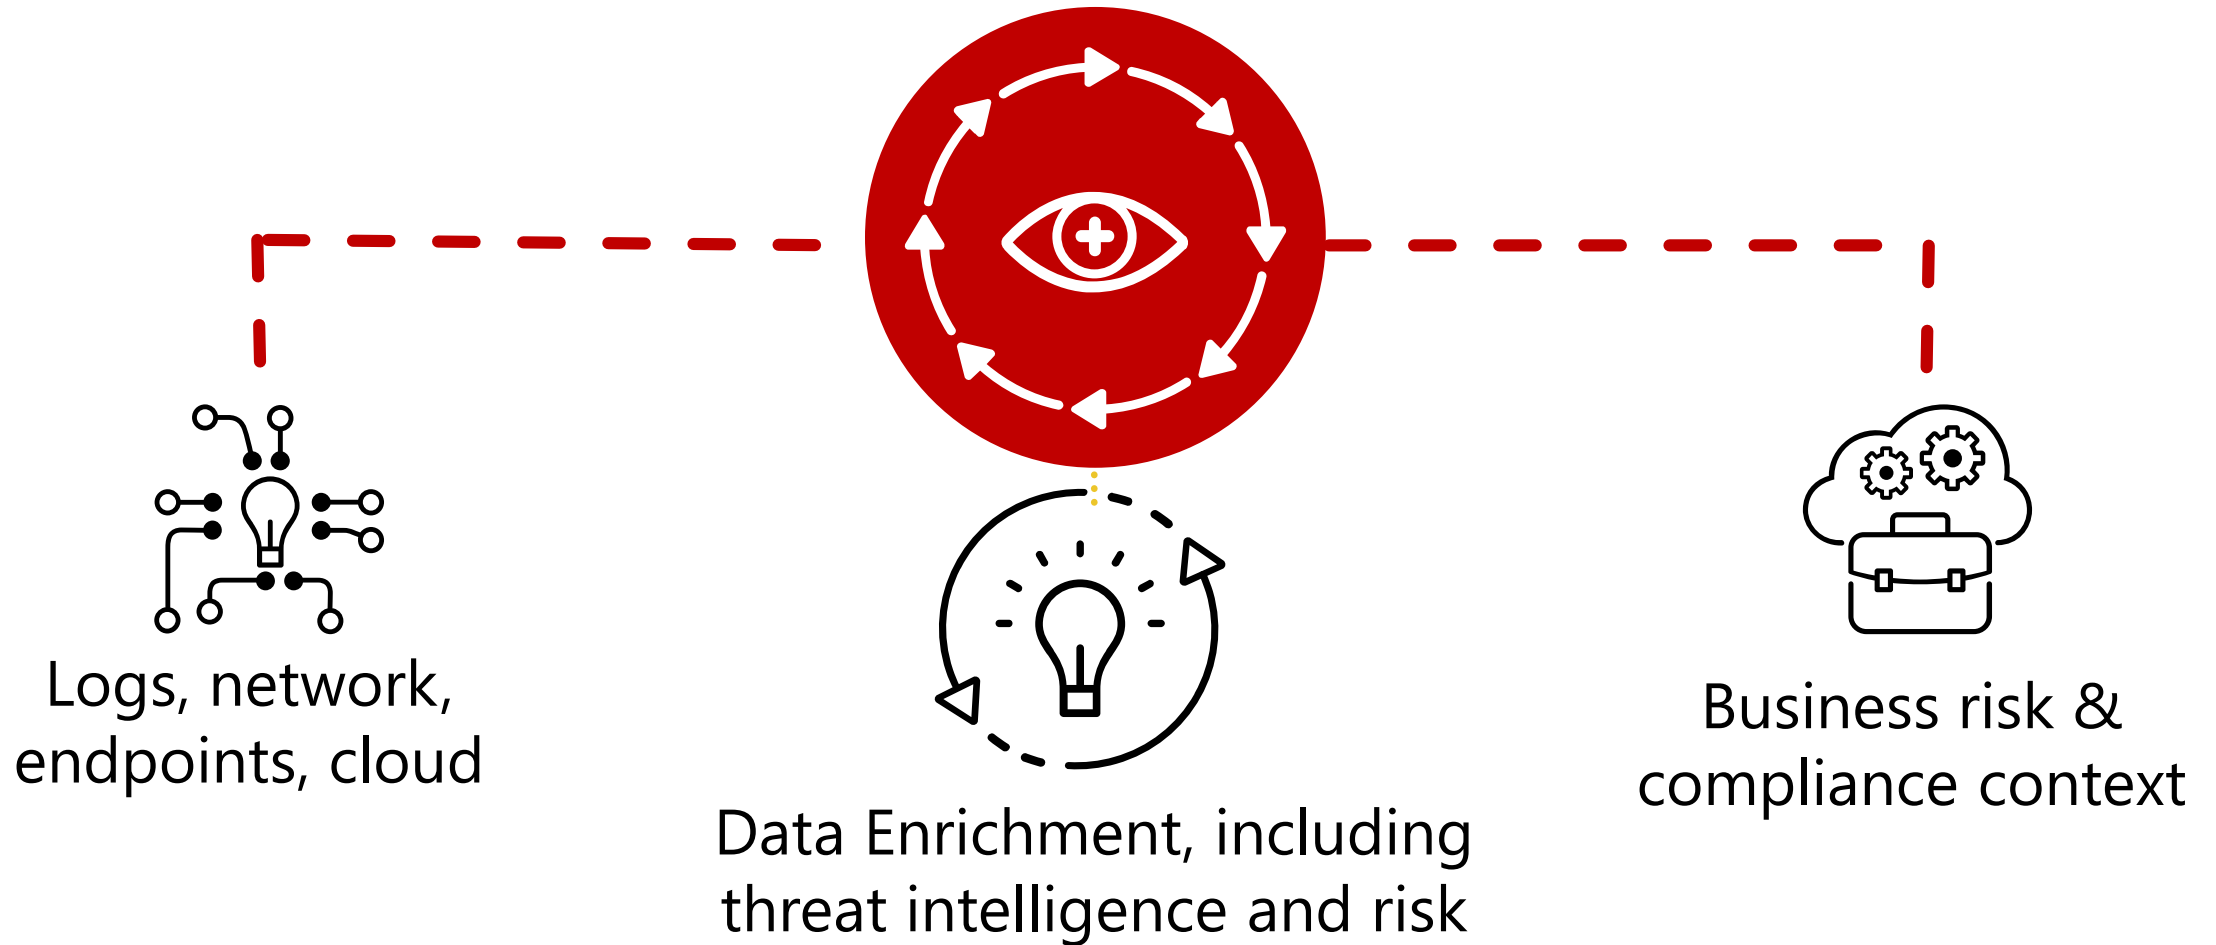 Logs, network,
endpoints, cloud
Data Enrichment, including
threat intelligence and risk
Business risk &
compliance context